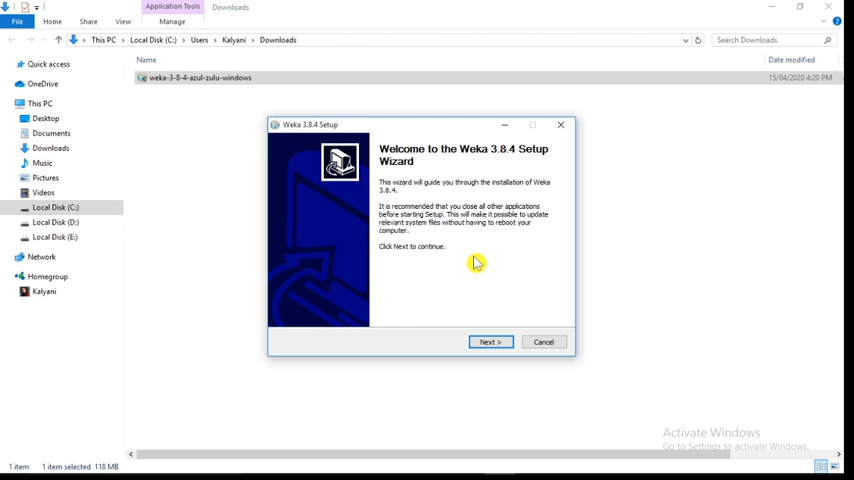 Application Tools
Downloads
File
Home
Share
View
Manage
This PC
Local Disk (C:)
Users
Kalyani
Downloads
Search Downloads
Name
Date modified
Quick access
OneDrive
This PC
Desktop
Documents
Downloads
Music
Pictures
Videos
Local Disk (C:)
Local Disk (D:)
Local Disk (E:)
Network
Homegroup
Kalyani
weka-3-8-4-azul-zulu-windows
15/04/2020 4:20 PM
Weka 3.8.4 Setup
Welcome to the Weka 3.8.4 Setup
Wizard
This wizard will guide you through the installation of Weka
3.8.4.
It is recommended that you close all other applications
before starting Setup. This will make it possible to update
relevant system files without having to reboot your
computer.
Click Next to continue.
Next >
Cancel
Activate Windows
Go to Settings to activate Windows.
1 item
1 item selected 118 MB